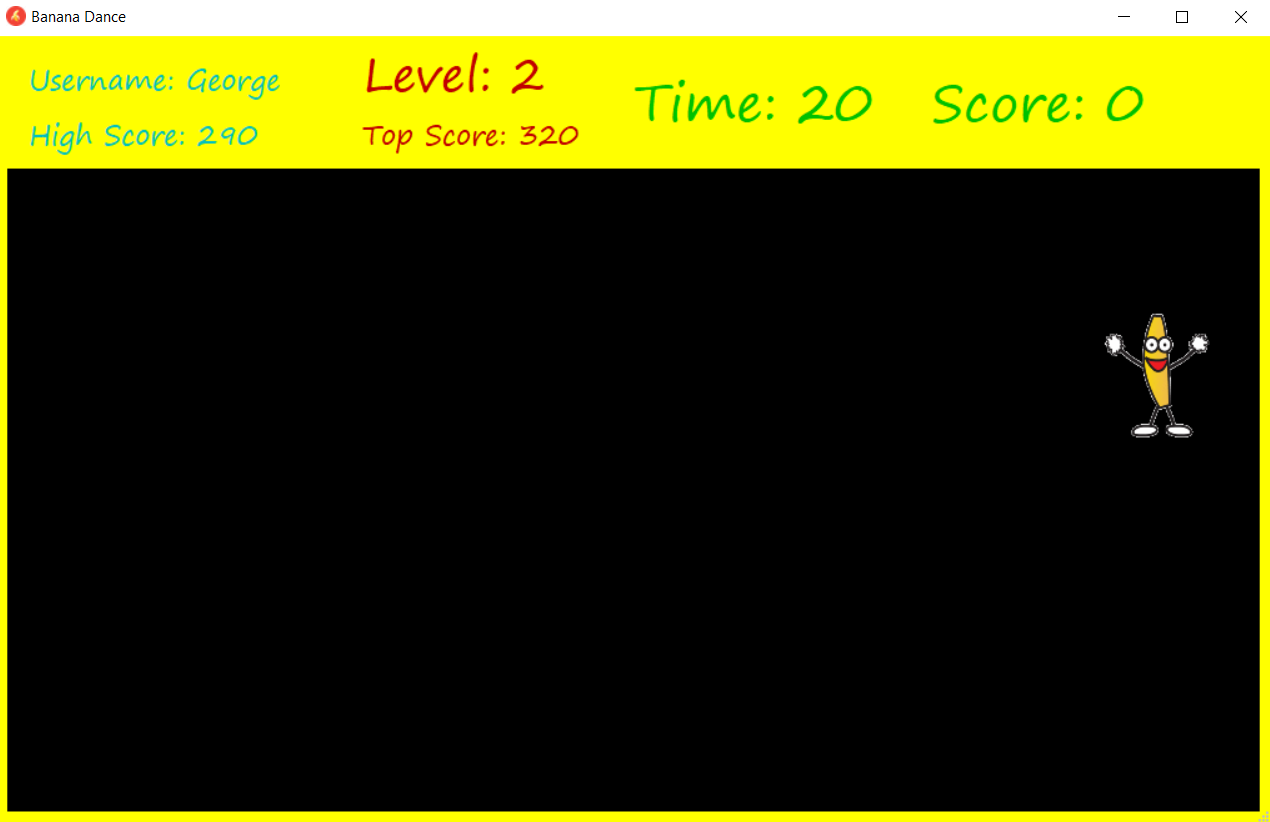 Banana Dance
Username: George
High Score: 290
Level: 2
Top Score: 320
Time: 20
Score: 0